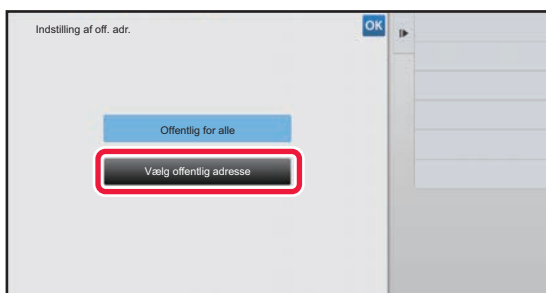 Indstilling af off. adr.
OK
Offentlig for alle
Vælg offentlig adresse